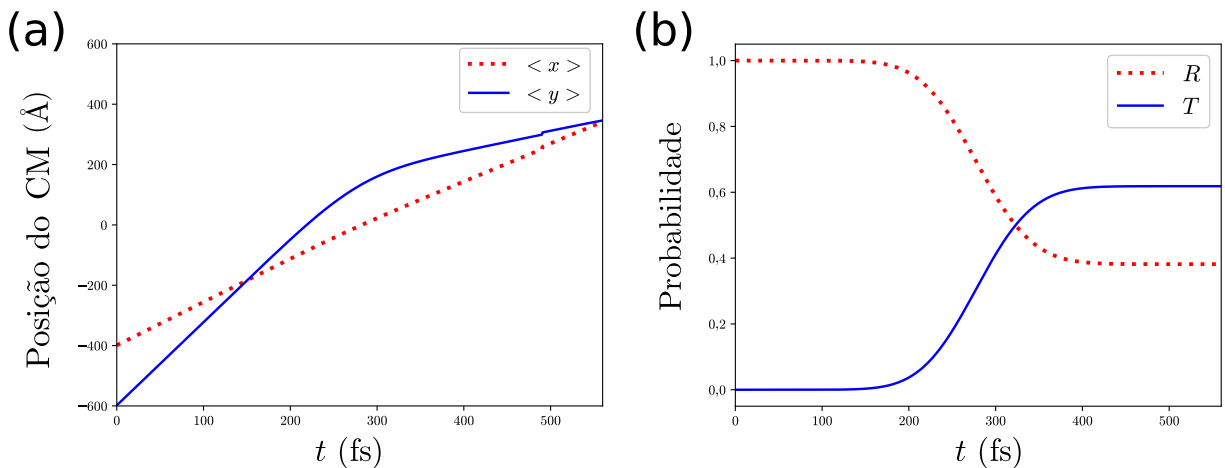 (a)
600
400
200
0
−200
−400
−600
0 100 200 300 400 500
Posição do CM (Å)
t (fs)
< x >
< y >
(b)
1,0
0,8
0,6
0,4
0,2
0,0
0 100 200 300 400 500
Probabilidade
t (fs)
R
T